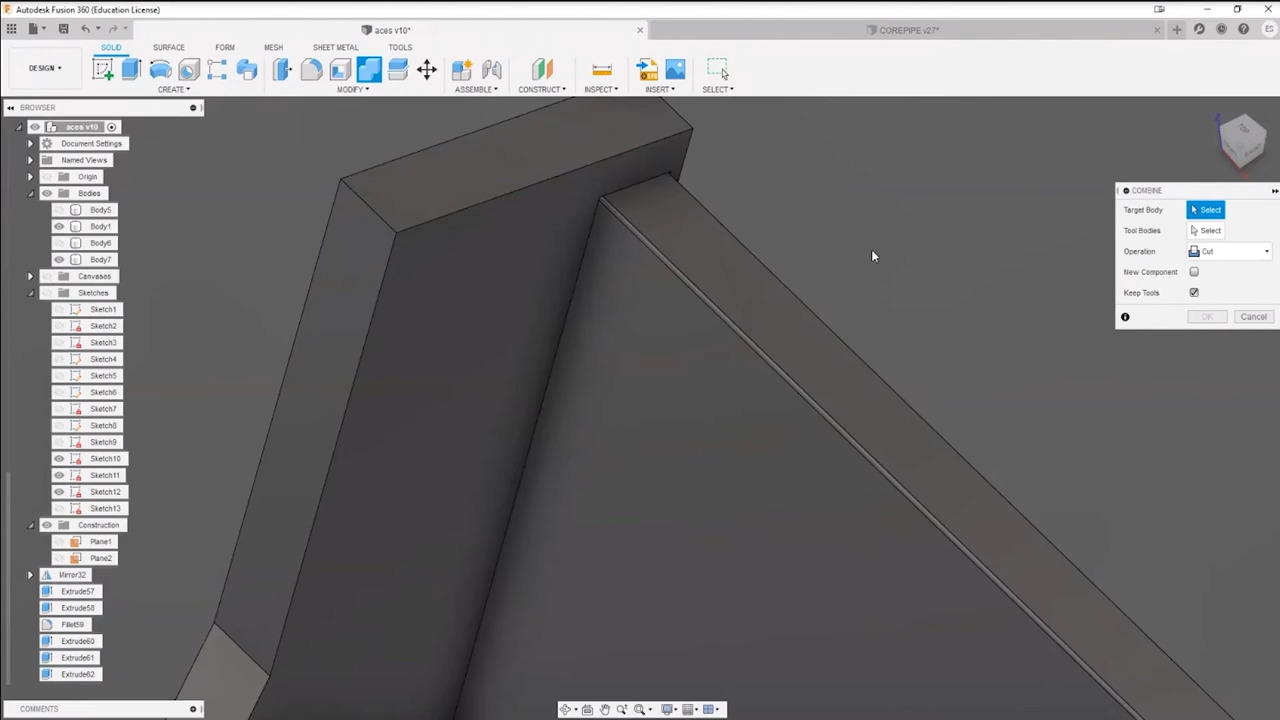 Autodesk Fusion 360 (Education License)
aces v10*
COREPIPE v27*
ES
DESIGN
SOLID SURFACE FORM MESH SHEET METAL TOOLS
CREATE MODIFY ASSEMBLE CONSTRUCT INSPECT INSERT SELECT
BROWSER
aces v10
Document Settings
Named Views
Origin
Bodies
Body5
Body1
Body6
Body7
Canvases
Sketches
Sketch1
Sketch2
Sketch3
Sketch4
Sketch5
Sketch6
Sketch7
Sketch8
Sketch9
Sketch10
Sketch11
Sketch12
Sketch13
Construction
Plane1
Plane2
Mirror32
Extrude57
Extrude58
Fillet59
Extrude60
Extrude61
Extrude62
COMMENTS
COMBINE
Target Body Select
Tool Bodies Select
Operation Cut
New Component
Keep Tools
OK Cancel